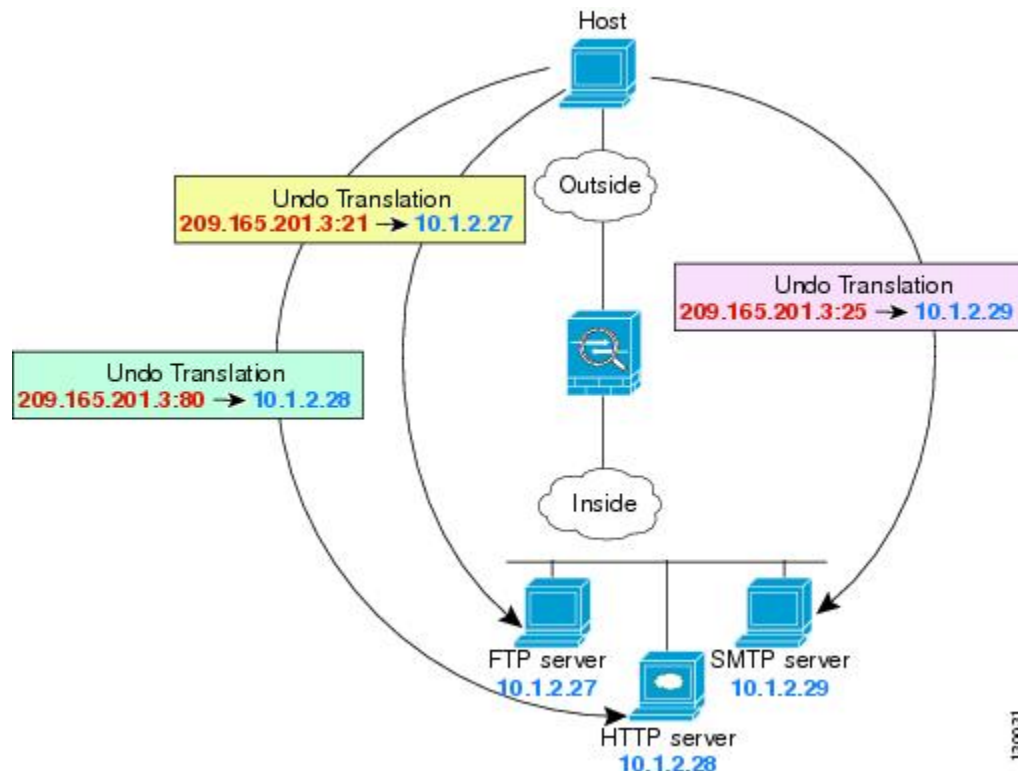 Host
Outside
Undo Translation
209.165.201.3:21 → 10.1.2.27
Undo Translation
209.165.201.3:25 → 10.1.2.29
Undo Translation
209.165.201.3:80 → 10.1.2.28
Inside
FTP server
10.1.2.27
SMTP server
10.1.2.29
HTTP server
10.1.2.28
130031